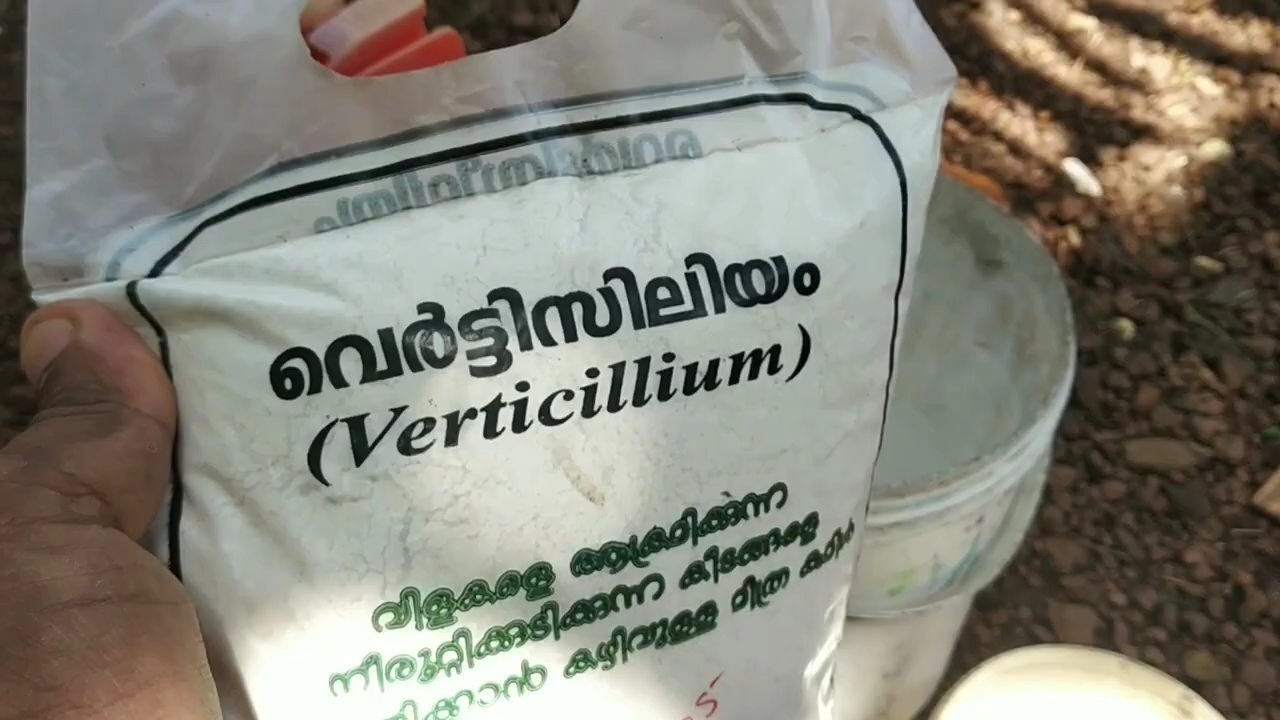 വെർട്ടിസിലിയം
(Verticillium)
വിളകളെ ആക്രമിക്കുന്ന
നീരൂറ്റിക്കുടിക്കുന്ന കീടങ്ങളെ
കഴിവുള്ള മിത്ര